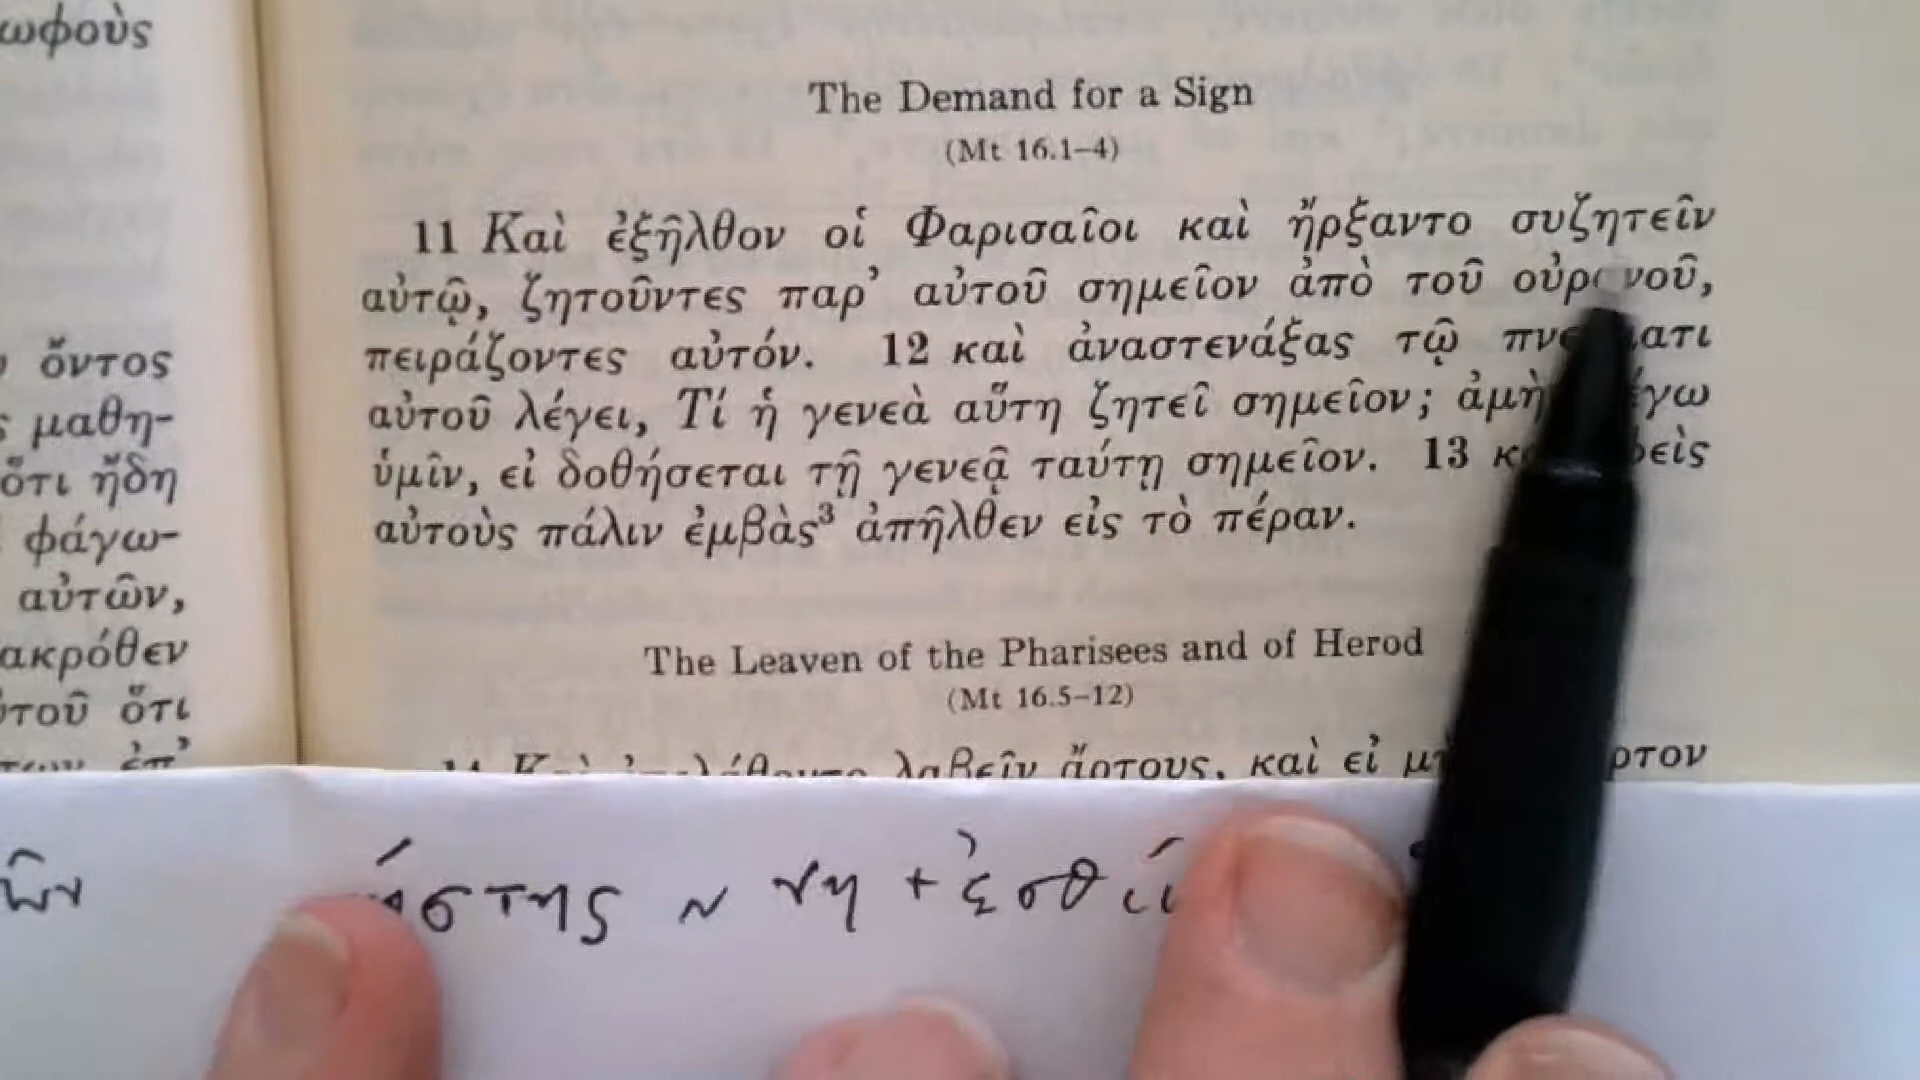 ωφοὺς
ὄντος
μαθη-
ὅτι ἤδη
φάγω-
αὐτῶν,
ακρόθεν
ὅτι
The Demand for a Sign
(Mt 16.1–4)
11 Καὶ ἐξῆλθον οἱ Φαρισαῖοι καὶ ἤρξαντο συζητεῖν
αὐτῷ, ζητοῦντες παρ’ αὐτοῦ σημεῖον ἀπὸ τοῦ οὐρανοῦ,
πειράζοντες αὐτόν. 12 καὶ ἀναστενάξας τῷ
αὐτοῦ λέγει, Τί ἡ γενεὰ αὕτη ζητεῖ σημεῖον;
ὑμῖν, εἰ δοθήσεται τῇ γενεᾷ ταύτῃ σημεῖον. 13
αὐτοὺς πάλιν ἐμβὰς³ ἀπῆλθεν εἰς τὸ πέραν.
The Leaven of the Pharisees and of Herod
(Mt 16.5–12)
λαβεῖν ἄρτους, καὶ εἰ
νη + ἐσθί